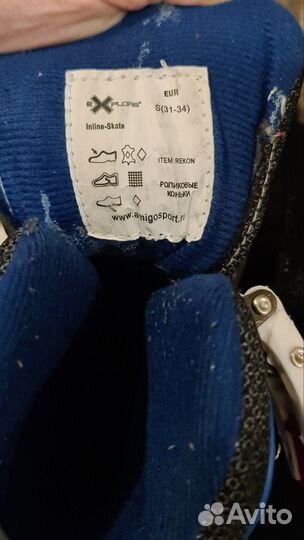 eXPLORE
EUR
S(31-34)
Inline-Skate
ITEM: REKON
РОЛИКОВЫЕ
КОНЬКИ
www.amigosport.ru
Avito